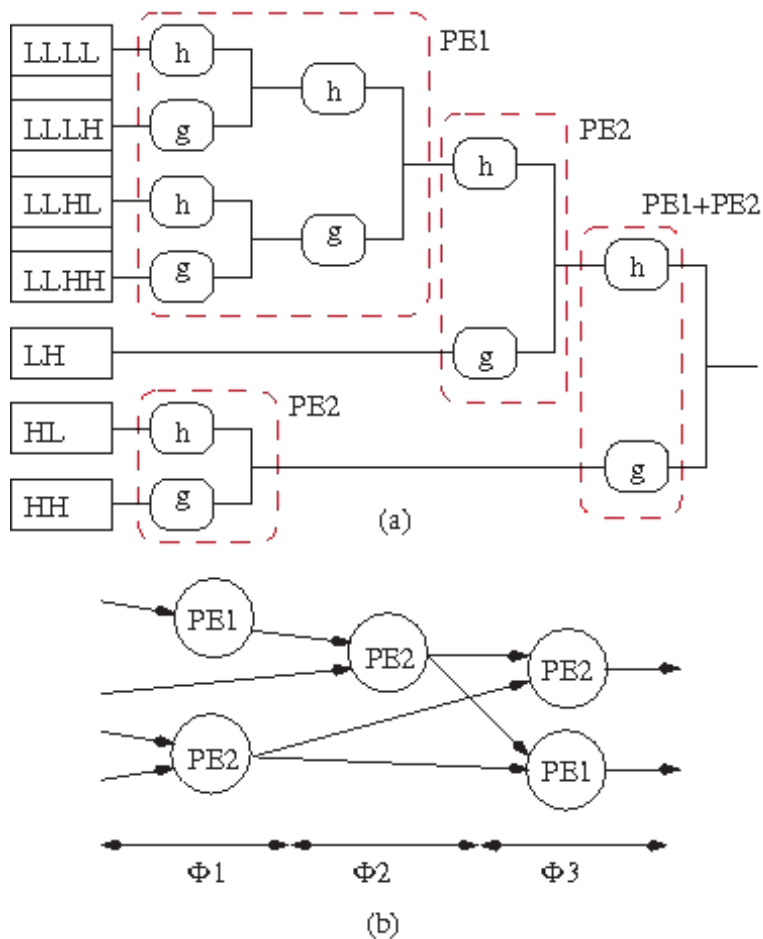 PE1
LLLL h
h
LLLH g
PE2
h
LLHL h
PE1+PE2
g
h
LLHH g
LH g
PE2
HL h
g
HH g
(a)
PE1
PE2
PE2
PE2
PE1
Φ1 Φ2 Φ3
(b)